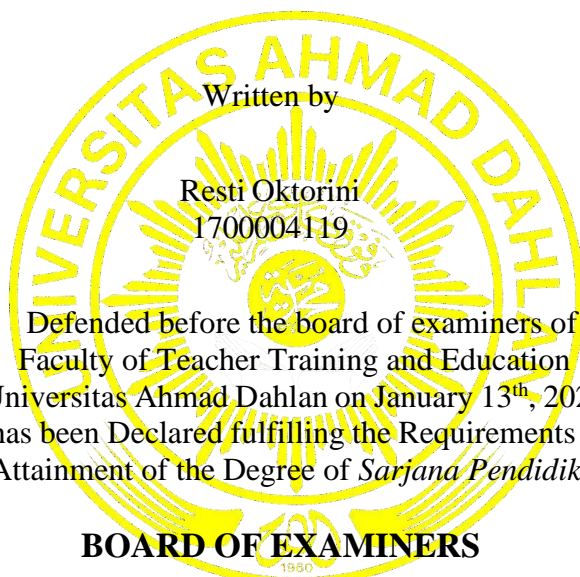 UNIVERSITAS AHMAD DAHLAN
Written by
Resti Oktorini
1700004119
Defended before the board of examiners of
Faculty of Teacher Training and Education
Universitas Ahmad Dahlan on January 13th, 202
has been Declared fulfilling the Requirements
Attainment of the Degree of Sarjana Pendidik
BOARD OF EXAMINERS
1960